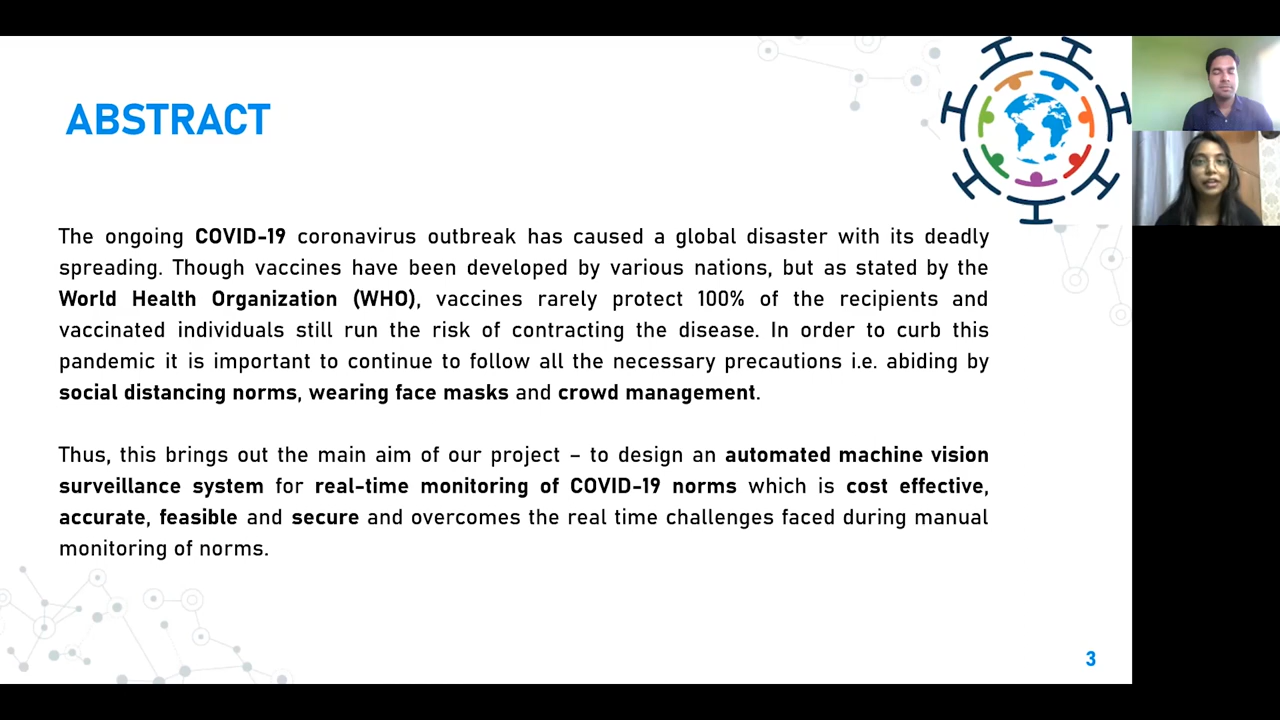 ABSTRACT
The ongoing COVID-19 coronavirus outbreak has caused a global disaster with its deadly
spreading. Though vaccines have been developed by various nations, but as stated by the
World Health Organization (WHO), vaccines rarely protect 100% of the recipients and
vaccinated individuals still run the risk of contracting the disease. In order to curb this
pandemic it is important to continue to follow all the necessary precautions i.e. abiding by
social distancing norms, wearing face masks and crowd management.
Thus, this brings out the main aim of our project – to design an automated machine vision
surveillance system for real-time monitoring of COVID-19 norms which is cost effective,
accurate, feasible and secure and overcomes the real time challenges faced during manual
monitoring of norms.
3